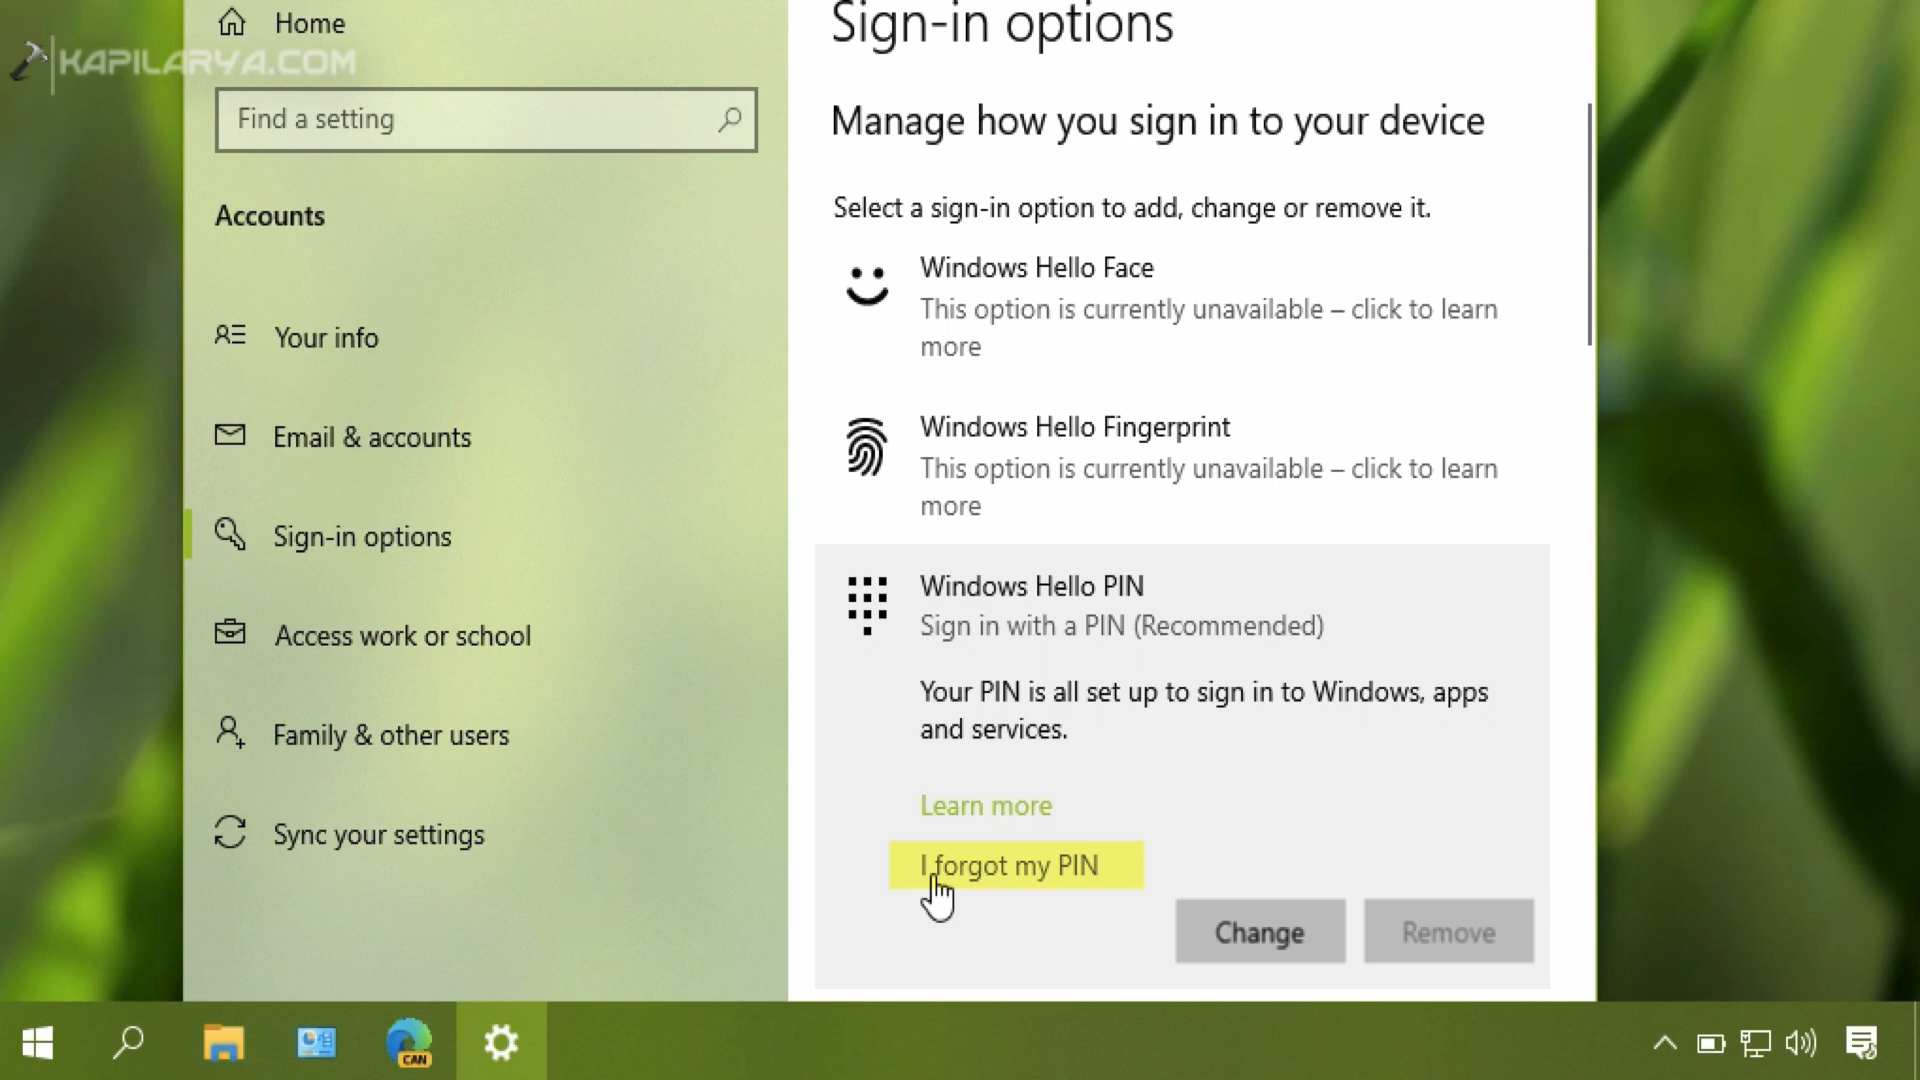 Home
KAPILARYA.COM
Find a setting
Accounts
Your info
Email & accounts
Sign-in options
Access work or school
Family & other users
Sync your settings
Sign-in options
Manage how you sign in to your device
Select a sign-in option to add, change or remove it.
Windows Hello Face
This option is currently unavailable – click to learn
more
Windows Hello Fingerprint
This option is currently unavailable – click to learn
more
Windows Hello PIN
Sign in with a PIN (Recommended)
Your PIN is all set up to sign in to Windows, apps
and services.
Learn more
I forgot my PIN
Change
Remove
CAN